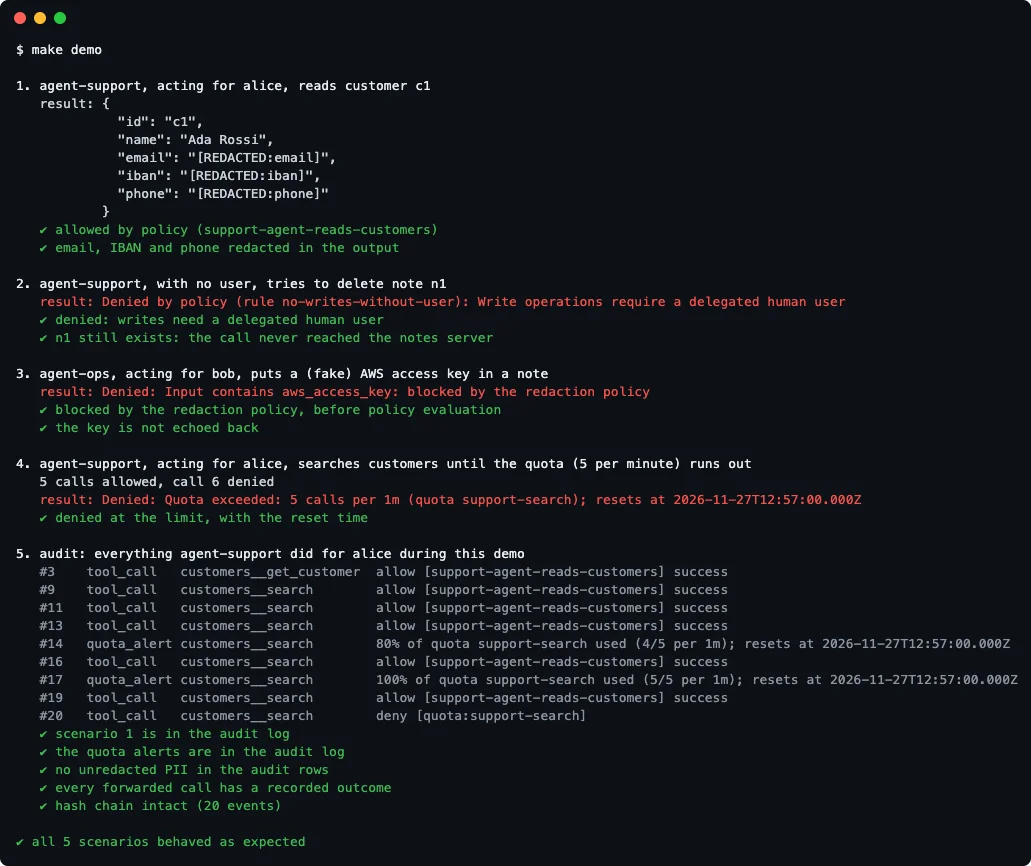 $ make demo
1. agent-support, acting for alice, reads customer c1
result: {
"id": "c1",
"name": "Ada Rossi",
"email": "[REDACTED:email]",
"iban": "[REDACTED:iban]",
"phone": "[REDACTED:phone]"
}
✔ allowed by policy (support-agent-reads-customers)
✔ email, IBAN and phone redacted in the output
2. agent-support, with no user, tries to delete note n1
result: Denied by policy (rule no-writes-without-user): Write operations require a delegated human user
✔ denied: writes need a delegated human user
✔ n1 still exists: the call never reached the notes server
3. agent-ops, acting for bob, puts a (fake) AWS access key in a note
result: Denied: Input contains aws_access_key: blocked by the redaction policy
✔ blocked by the redaction policy, before policy evaluation
✔ the key is not echoed back
4. agent-support, acting for alice, searches customers until the quota (5 per minute) runs out
5 calls allowed, call 6 denied
result: Denied: Quota exceeded: 5 calls per 1m (quota support-search); resets at 2026-11-27T12:57:00.000Z
✔ denied at the limit, with the reset time
5. audit: everything agent-support did for alice during this demo
#3 tool_call customers__get_customer allow [support-agent-reads-customers] success
#9 tool_call customers__search allow [support-agent-reads-customers] success
#11 tool_call customers__search allow [support-agent-reads-customers] success
#13 tool_call customers__search allow [support-agent-reads-customers] success
#14 quota_alert customers__search 80% of quota support-search used (4/5 per 1m); resets at 2026-11-27T12:57:00.000Z
#16 tool_call customers__search allow [support-agent-reads-customers] success
#17 quota_alert customers__search 100% of quota support-search used (5/5 per 1m); resets at 2026-11-27T12:57:00.000Z
#19 tool_call customers__search allow [support-agent-reads-customers] success
#20 tool_call customers__search deny [quota:support-search]
✔ scenario 1 is in the audit log
✔ the quota alerts are in the audit log
✔ no unredacted PII in the audit rows
✔ every forwarded call has a recorded outcome
✔ hash chain intact (20 events)
✔ all 5 scenarios behaved as expected